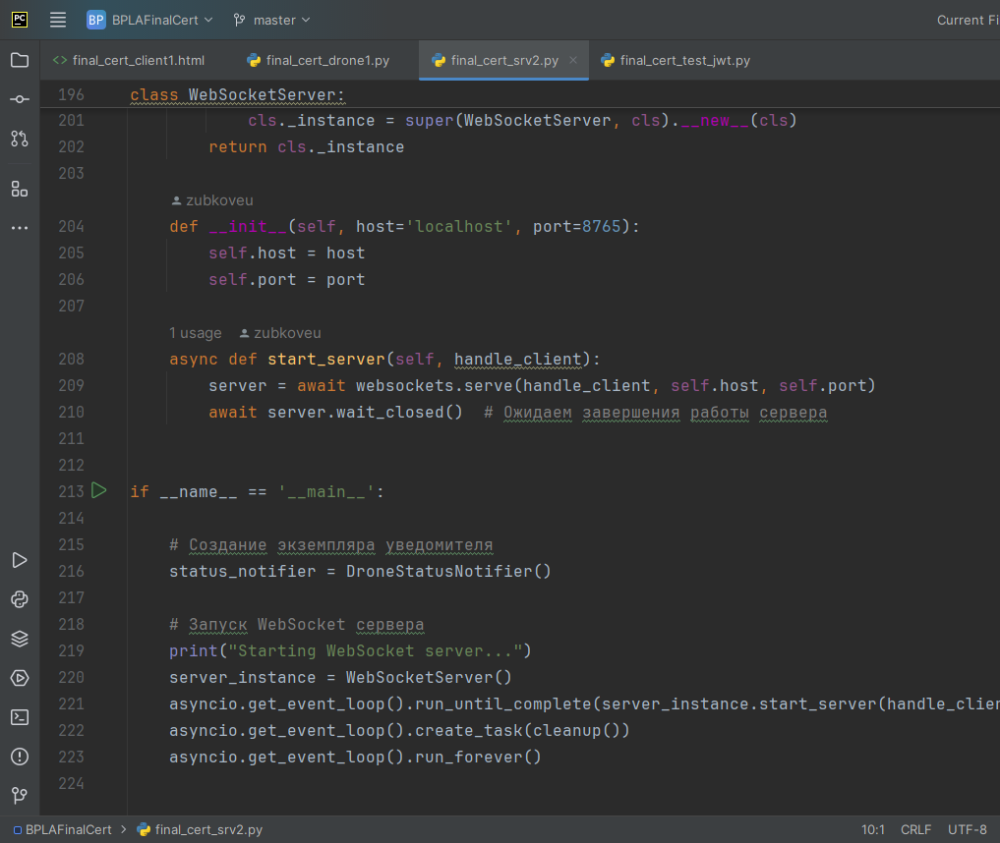 PC BP BPLAFinalCert master Current Fi
<> final_cert_client1.html final_cert_drone1.py final_cert_srv2.py × final_cert_test_jwt.py
196 class WebSocketServer:
201 cls._instance = super(WebSocketServer, cls).__new__(cls)
202 return cls._instance
203
zubkoveu
204 def __init__(self, host='localhost', port=8765):
205 self.host = host
206 self.port = port
207
1 usage zubkoveu
208 async def start_server(self, handle_client):
209 server = await websockets.serve(handle_client, self.host, self.port)
210 await server.wait_closed() # Ожидаем завершения работы сервера
211
212
213 if __name__ == '__main__':
214
215 # Создание экземпляра уведомителя
216 status_notifier = DroneStatusNotifier()
217
218 # Запуск WebSocket сервера
219 print("Starting WebSocket server...")
220 server_instance = WebSocketServer()
221 asyncio.get_event_loop().run_until_complete(server_instance.start_server(handle_clien
222 asyncio.get_event_loop().create_task(cleanup())
223 asyncio.get_event_loop().run_forever()
224
BPLAFinalCert > final_cert_srv2.py 10:1 CRLF UTF-8